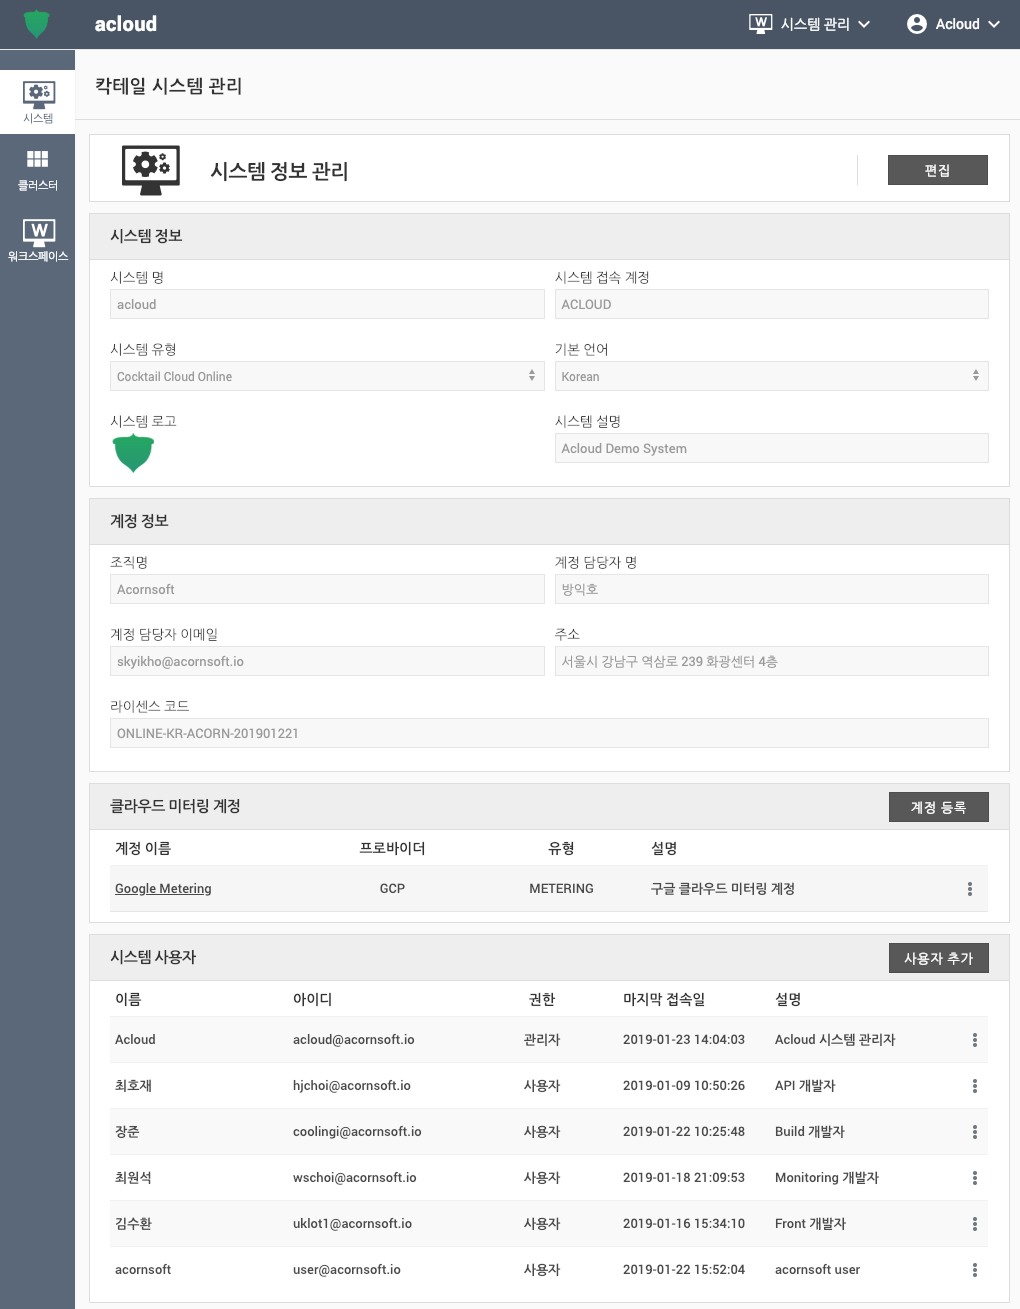 acloud
W 시스템 관리
Acloud
시스템
클러스터
W
워크스페이스
칵테일 시스템 관리
시스템 정보 관리
편집
시스템 정보
시스템 명 시스템 접속 계정
acloud ACLOUD
시스템 유형 기본 언어
Cocktail Cloud Online Korean
시스템 로고 시스템 설명
Acloud Demo System
계정 정보
조직명 계정 담당자 명
Acornsoft 방익호
계정 담당자 이메일 주소
skyikho@acornsoft.io 서울시 강남구 역삼로 239 화광센터 4층
라이센스 코드
ONLINE-KR-ACORN-201901221
클라우드 미터링 계정 계정 등록
계정 이름 프로바이더 유형 설명
Google Metering GCP METERING 구글 클라우드 미터링 계정
시스템 사용자 사용자 추가
이름 아이디 권한 마지막 접속일 설명
Acloud acloud@acornsoft.io 관리자 2019-01-23 14:04:03 Acloud 시스템 관리자
최호재 hjchoi@acornsoft.io 사용자 2019-01-09 10:50:26 API 개발자
장준 coolingi@acornsoft.io 사용자 2019-01-22 10:25:48 Build 개발자
최원석 wschoi@acornsoft.io 사용자 2019-01-18 21:09:53 Monitoring 개발자
김수환 uklot1@acornsoft.io 사용자 2019-01-16 15:34:10 Front 개발자
acornsoft user@acornsoft.io 사용자 2019-01-22 15:52:04 acornsoft user